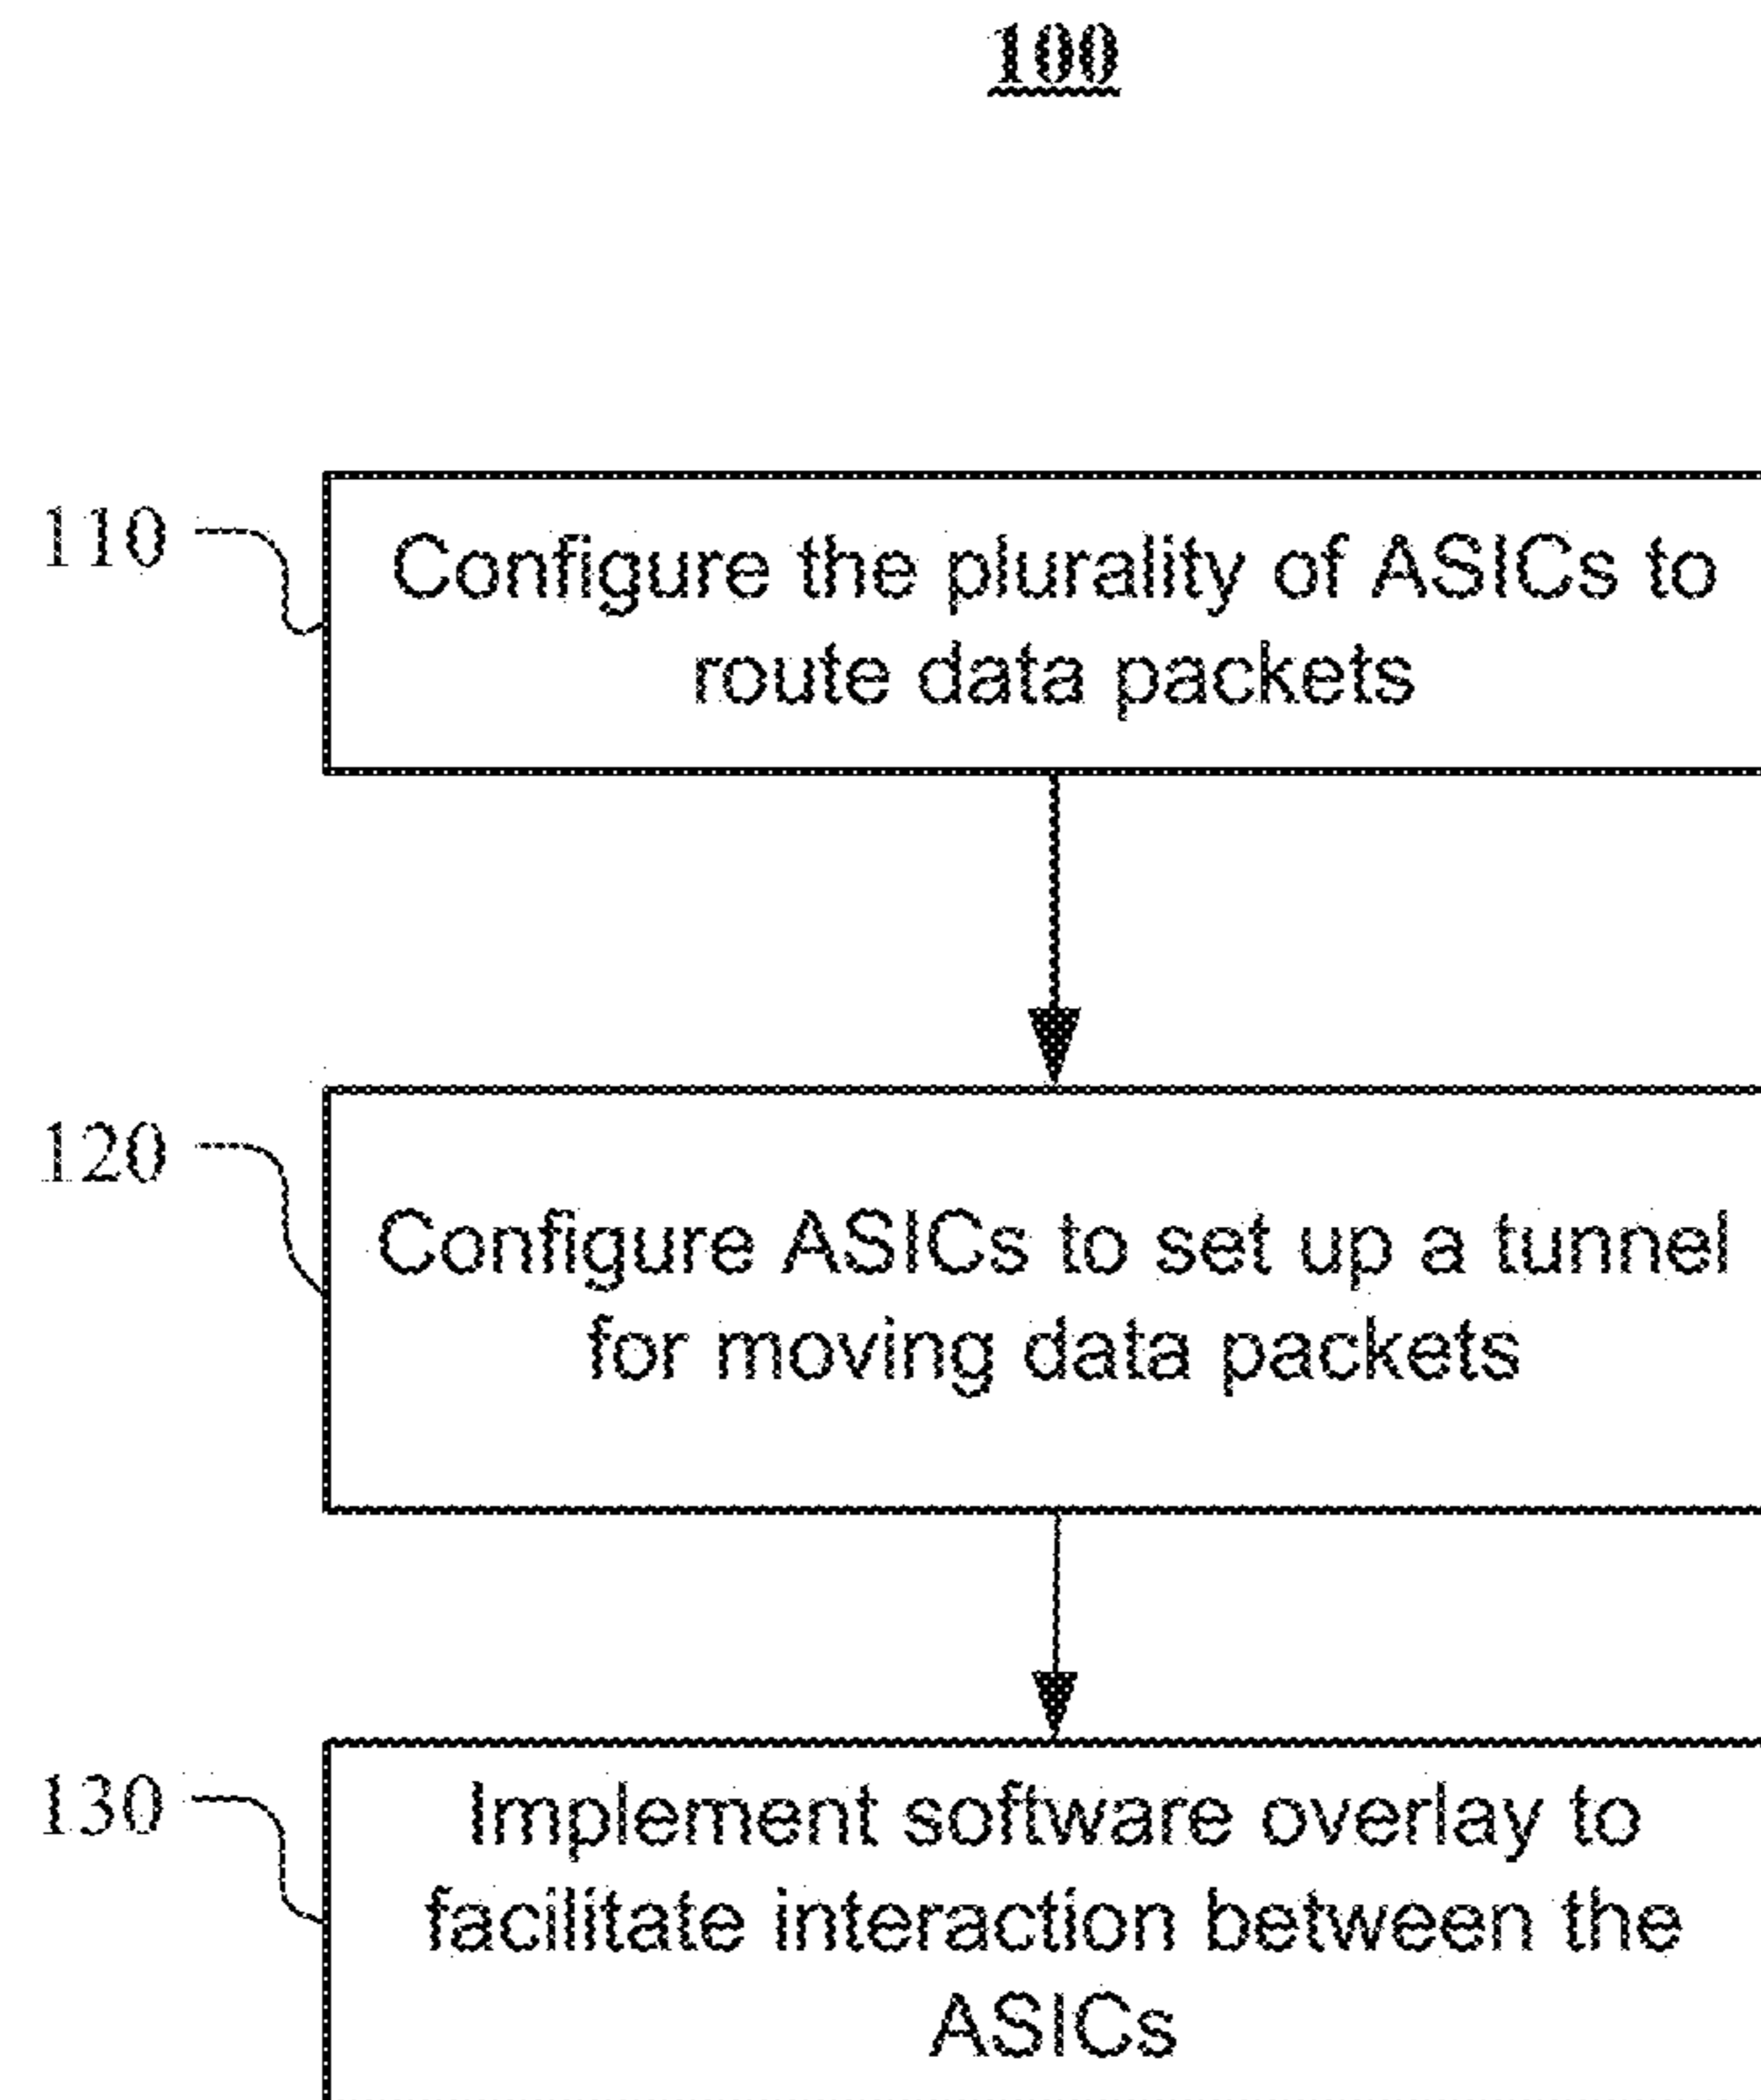 100
110
Configure the plurality of ASICs to
route data packets
120
Configure ASICs to set up a tunnel
for moving data packets
130
Implement software overlay to
facilitate interaction between the
ASICs